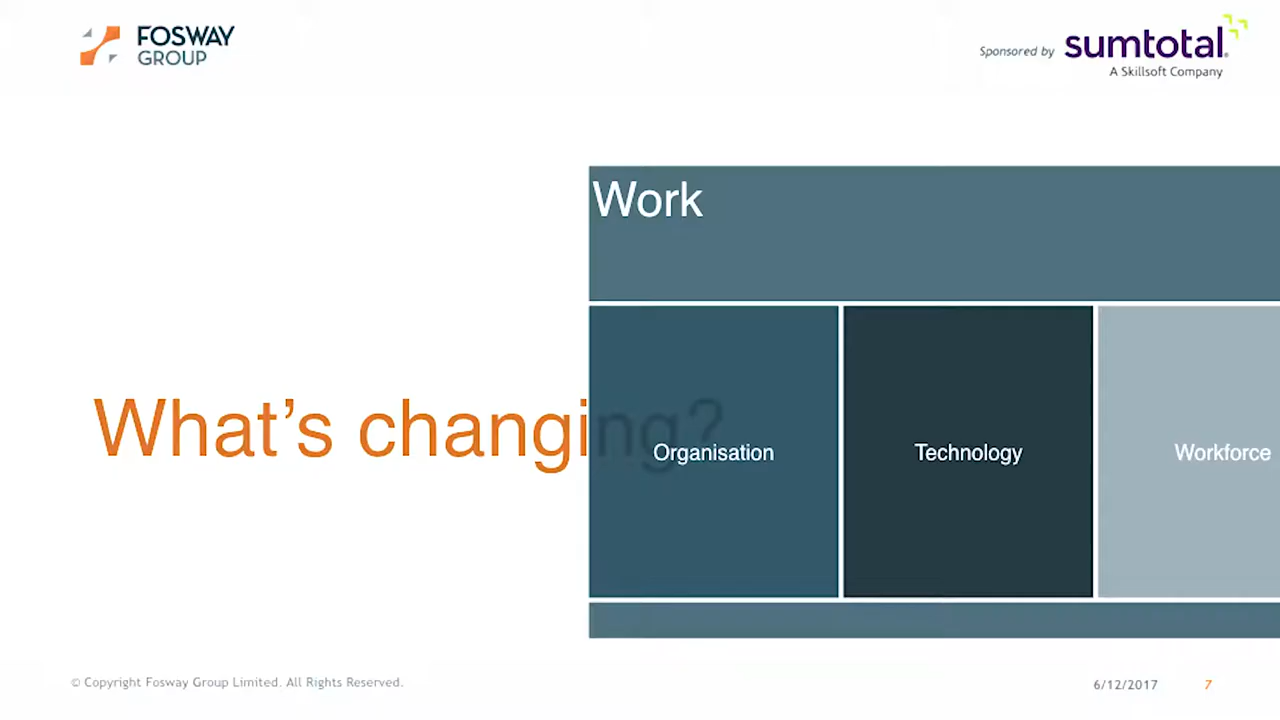 FOSWAY
GROUP
Sponsored by sumtotal.
A Skillsoft Company
Work
What's changing?
Organisation
Technology
Workforce
© Copyright Fosway Group Limited. All Rights Reserved.
6/12/2017 7